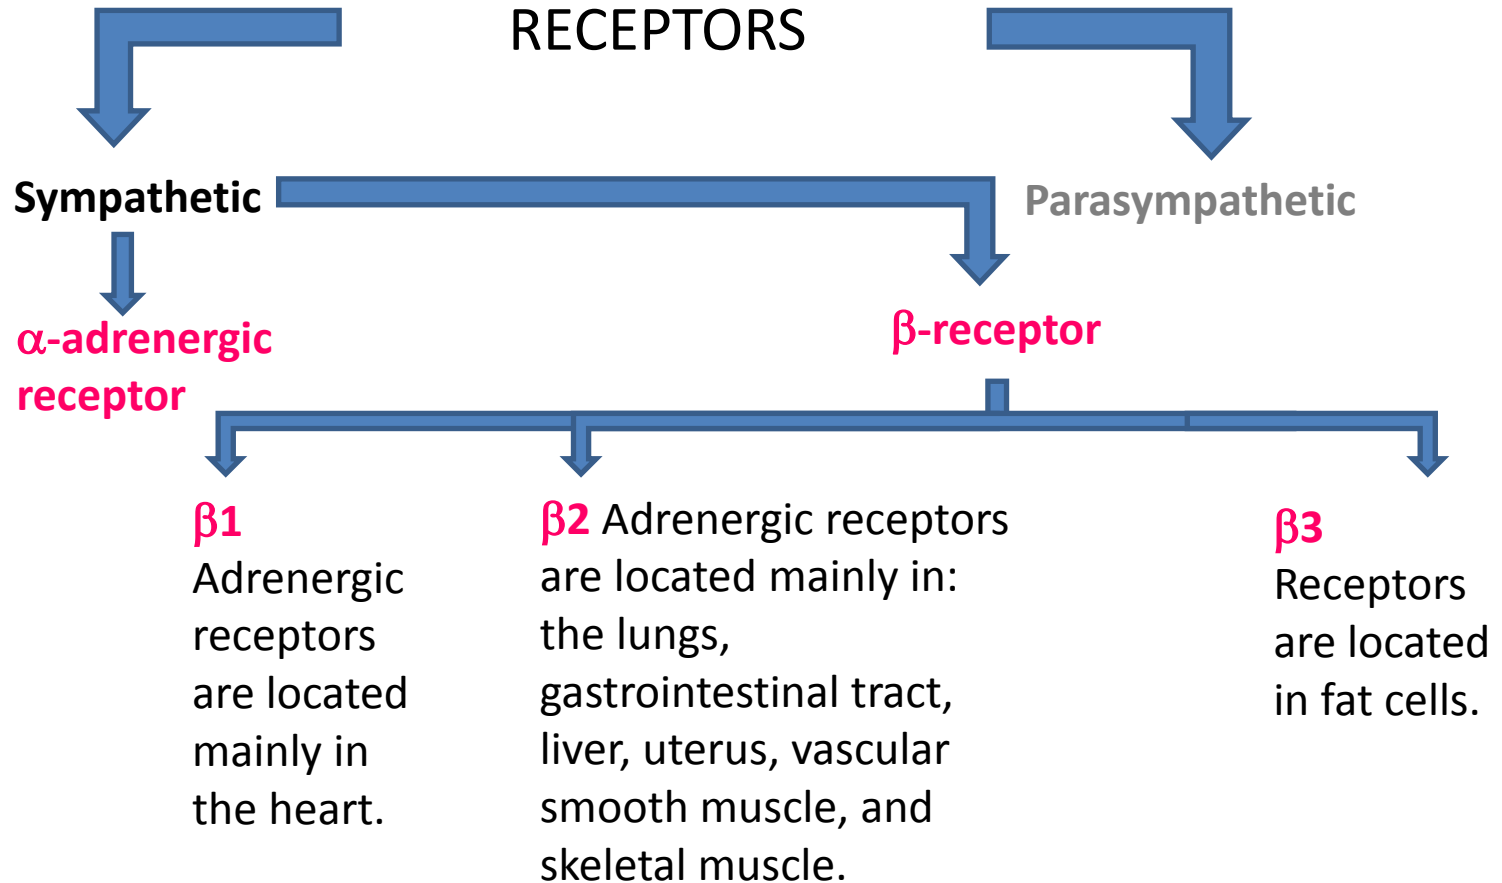 RECEPTORS
Sympathetic
Parasympathetic
α-adrenergic
receptor
β-receptor
β1
Adrenergic
receptors
are located
mainly in
the heart.
β2 Adrenergic receptors
are located mainly in:
the lungs,
gastrointestinal tract,
liver, uterus, vascular
smooth muscle, and
skeletal muscle.
β3
Receptors
are located
in fat cells.